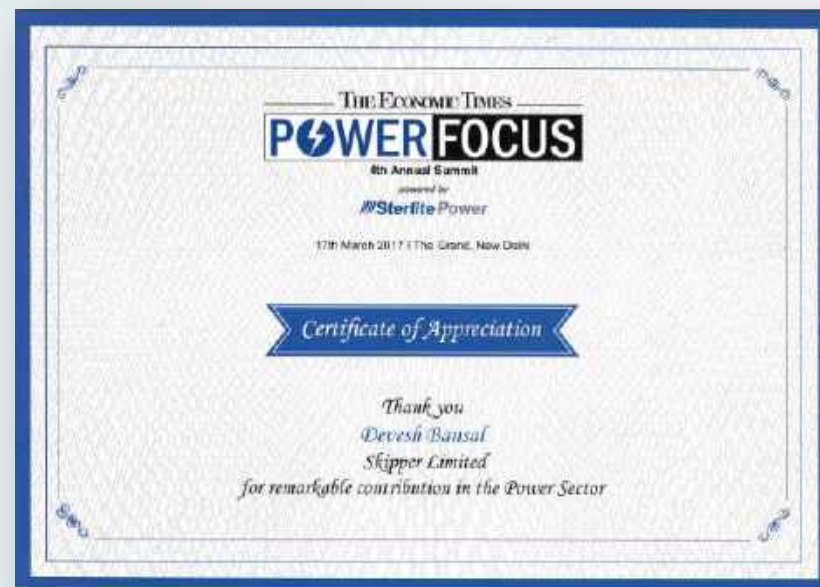 THE ECONOMIC TIMES
POWER FOCUS
Annual Summit
powered by
Sterlite Power
17th March 2017 | The Grand, New Delhi
Certificate of Appreciation
Thank you
Devesh Bansal
Skipper Limited
for remarkable contribution in the Power Sector